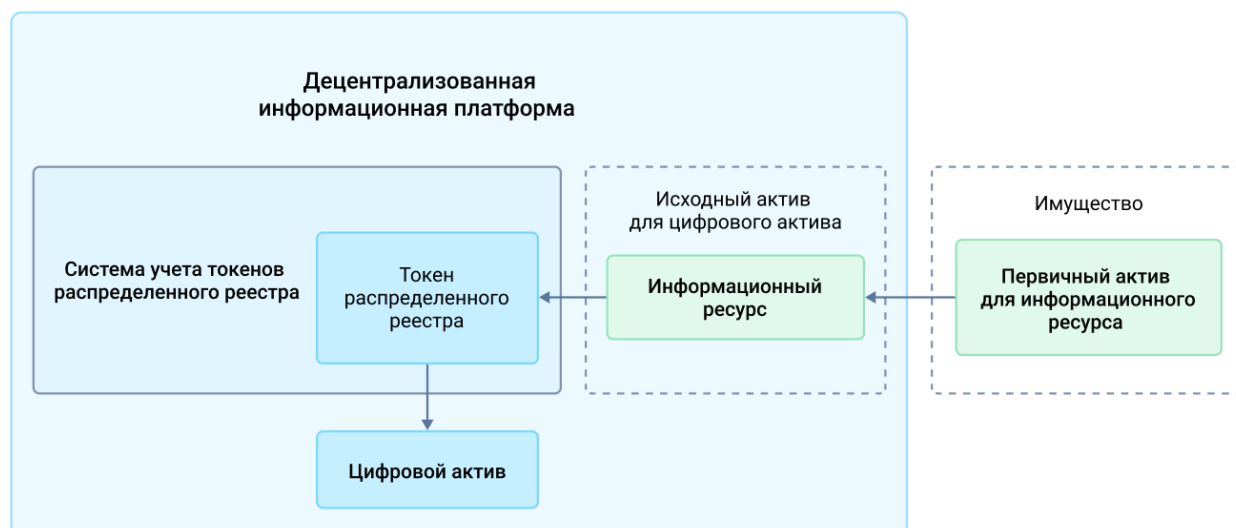 Децентрализованная
информационная платформа
Система учета токенов
распределенного реестра
Токен
распределенного
реестра
Исходный актив
для цифрового актива
Информационный
ресурс
Имущество
Первичный актив
для информационного
ресурса
Цифровой актив